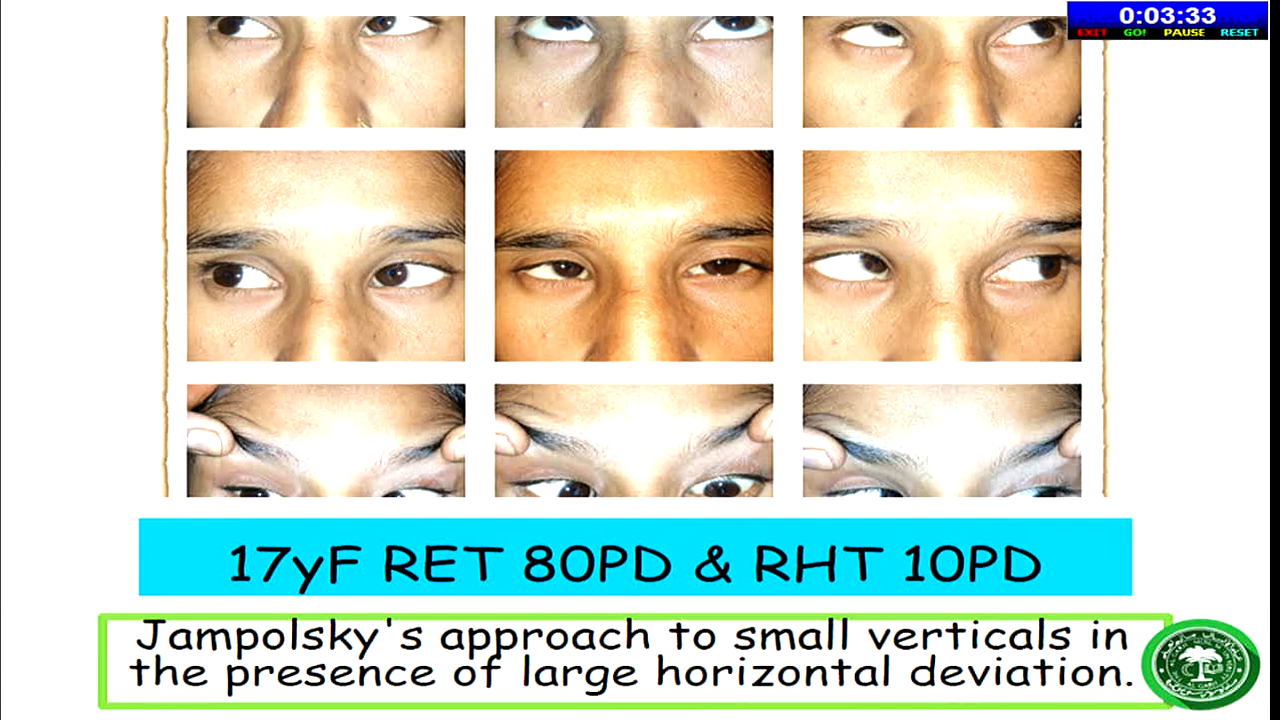 0:03:33
EXIT GO! PAUSE RESET
17yF RET 80PD & RHT 10PD
Jampolsky's approach to small verticals in
the presence of large horizontal deviation.